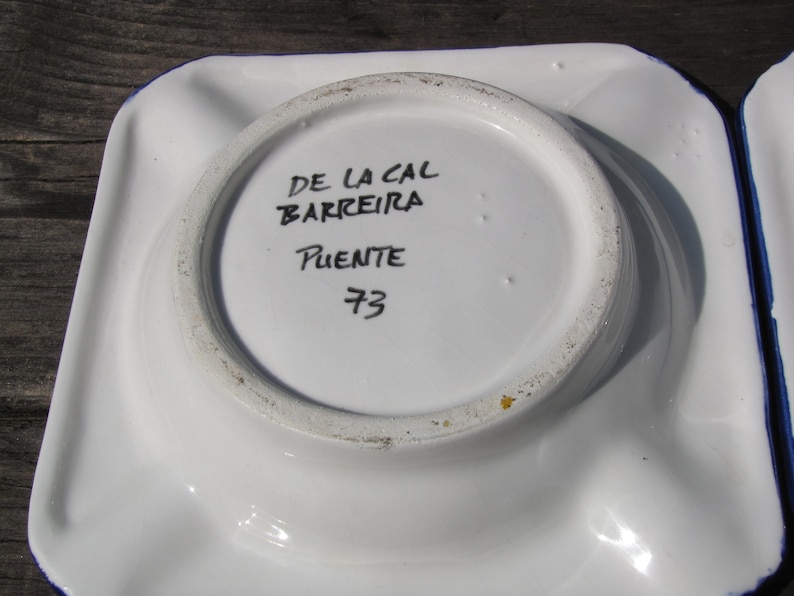 DE LA CAL
BARREIRA
PUENTE
73